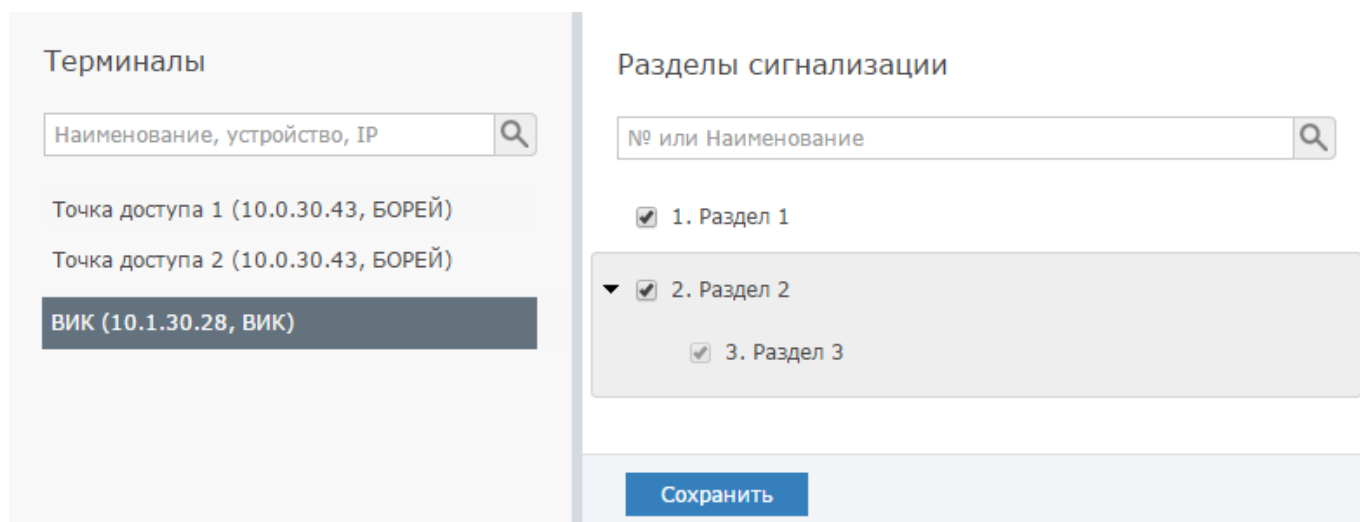 Терминалы
Наименование, устройство, IP
Точка доступа 1 (10.0.30.43, БОРЕЙ)
Точка доступа 2 (10.0.30.43, БОРЕЙ)
ВИК (10.1.30.28, ВИК)
Разделы сигнализации
№ или Наименование
1. Раздел 1
2. Раздел 2
3. Раздел 3
Сохранить